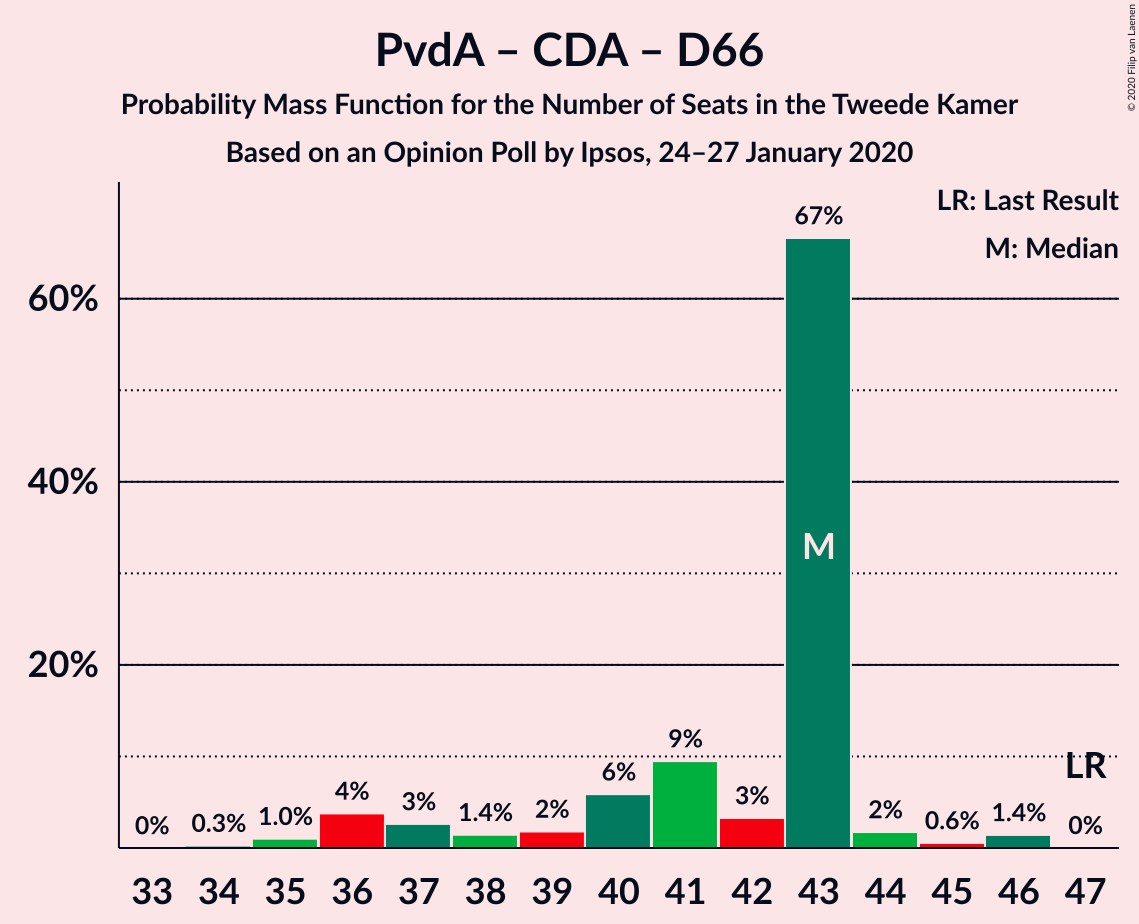 PvdA – CDA – D66
Probability Mass Function for the Number of Seats in the Tweede Kamer
Based on an Opinion Poll by Ipsos, 24–27 January 2020
© 2020 Filip van Laenen
LR: Last Result
M: Median
60%
40%
20%
0% 0.3% 1.0% 4% 3% 1.4% 2% 6% 9% 3% 67% 2% 0.6% 1.4% 0%
M
LR
33 34 35 36 37 38 39 40 41 42 43 44 45 46 47